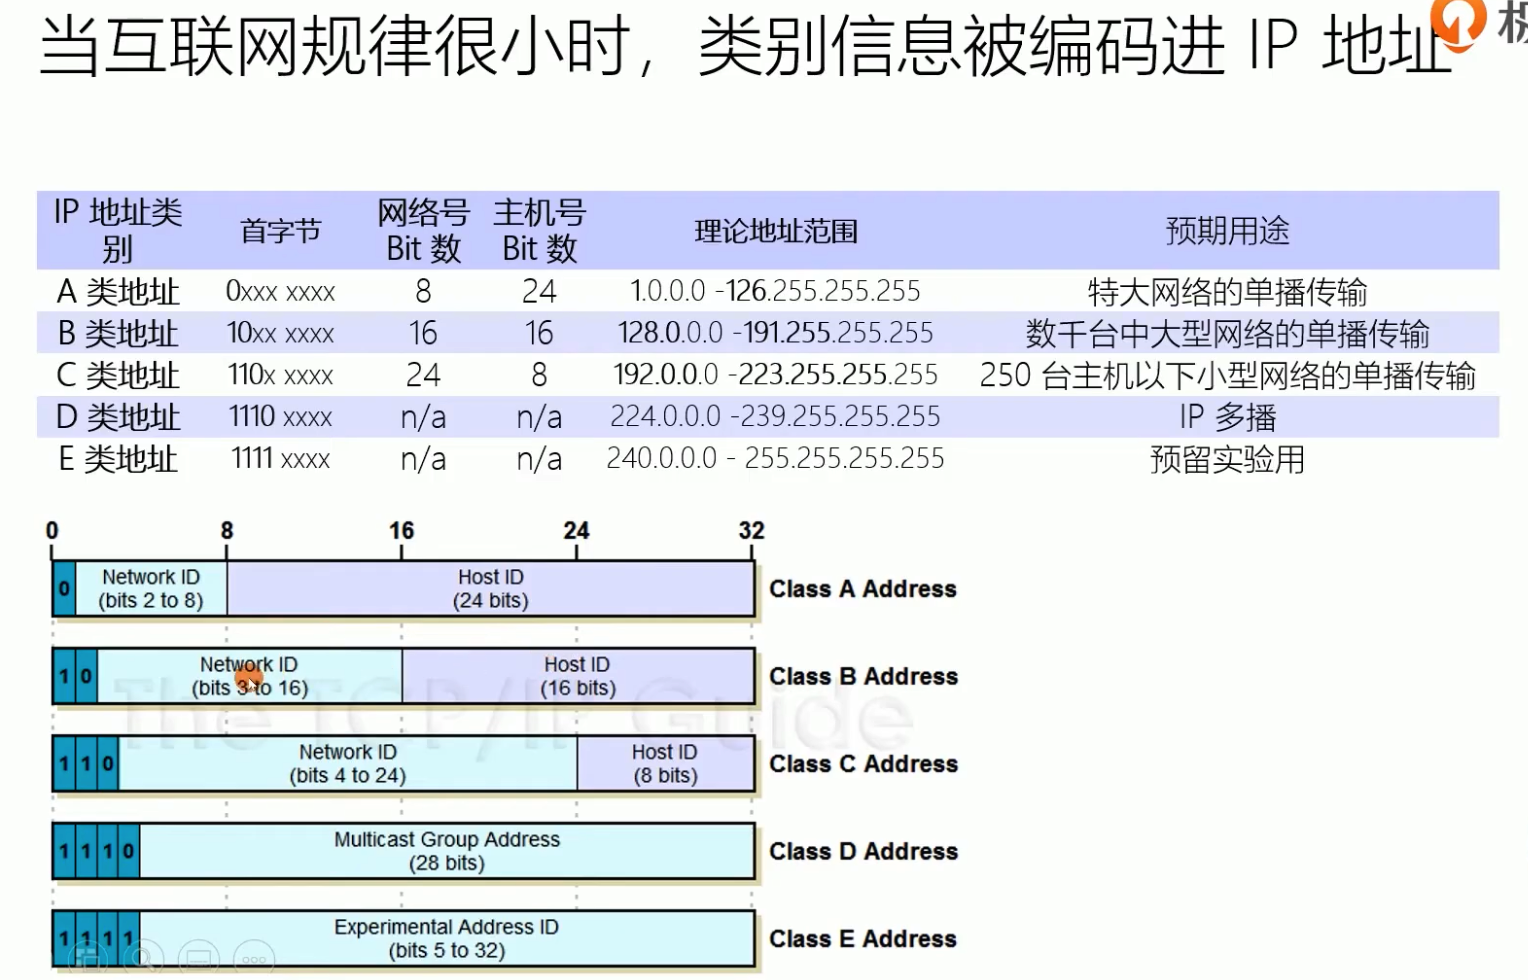 当互联网规律很小时，类别信息被编码进 IP 地址
IP 地址类别 首字节 网络号 Bit 数 主机号 Bit 数 理论地址范围 预期用途
A 类地址 0xxx xxxx 8 24 1.0.0.0 -126.255.255.255 特大网络的单播传输
B 类地址 10xx xxxx 16 16 128.0.0.0 -191.255.255.255 数千台中大型网络的单播传输
C 类地址 110x xxxx 24 8 192.0.0.0 -223.255.255.255 250 台主机以下小型网络的单播传输
D 类地址 1110 xxxx n/a n/a 224.0.0.0 -239.255.255.255 IP 多播
E 类地址 1111 xxxx n/a n/a 240.0.0.0 - 255.255.255.255 预留实验用
0 8 16 24 32
0 Network ID (bits 2 to 8) Host ID (24 bits) Class A Address
1 0 Network ID (bits 3 to 16) Host ID (16 bits) Class B Address
The TCP/IP Guide
1 1 0 Network ID (bits 4 to 24) Host ID (8 bits) Class C Address
1 1 1 0 Multicast Group Address (28 bits) Class D Address
1 1 1 1 Experimental Address ID (bits 5 to 32) Class E Address